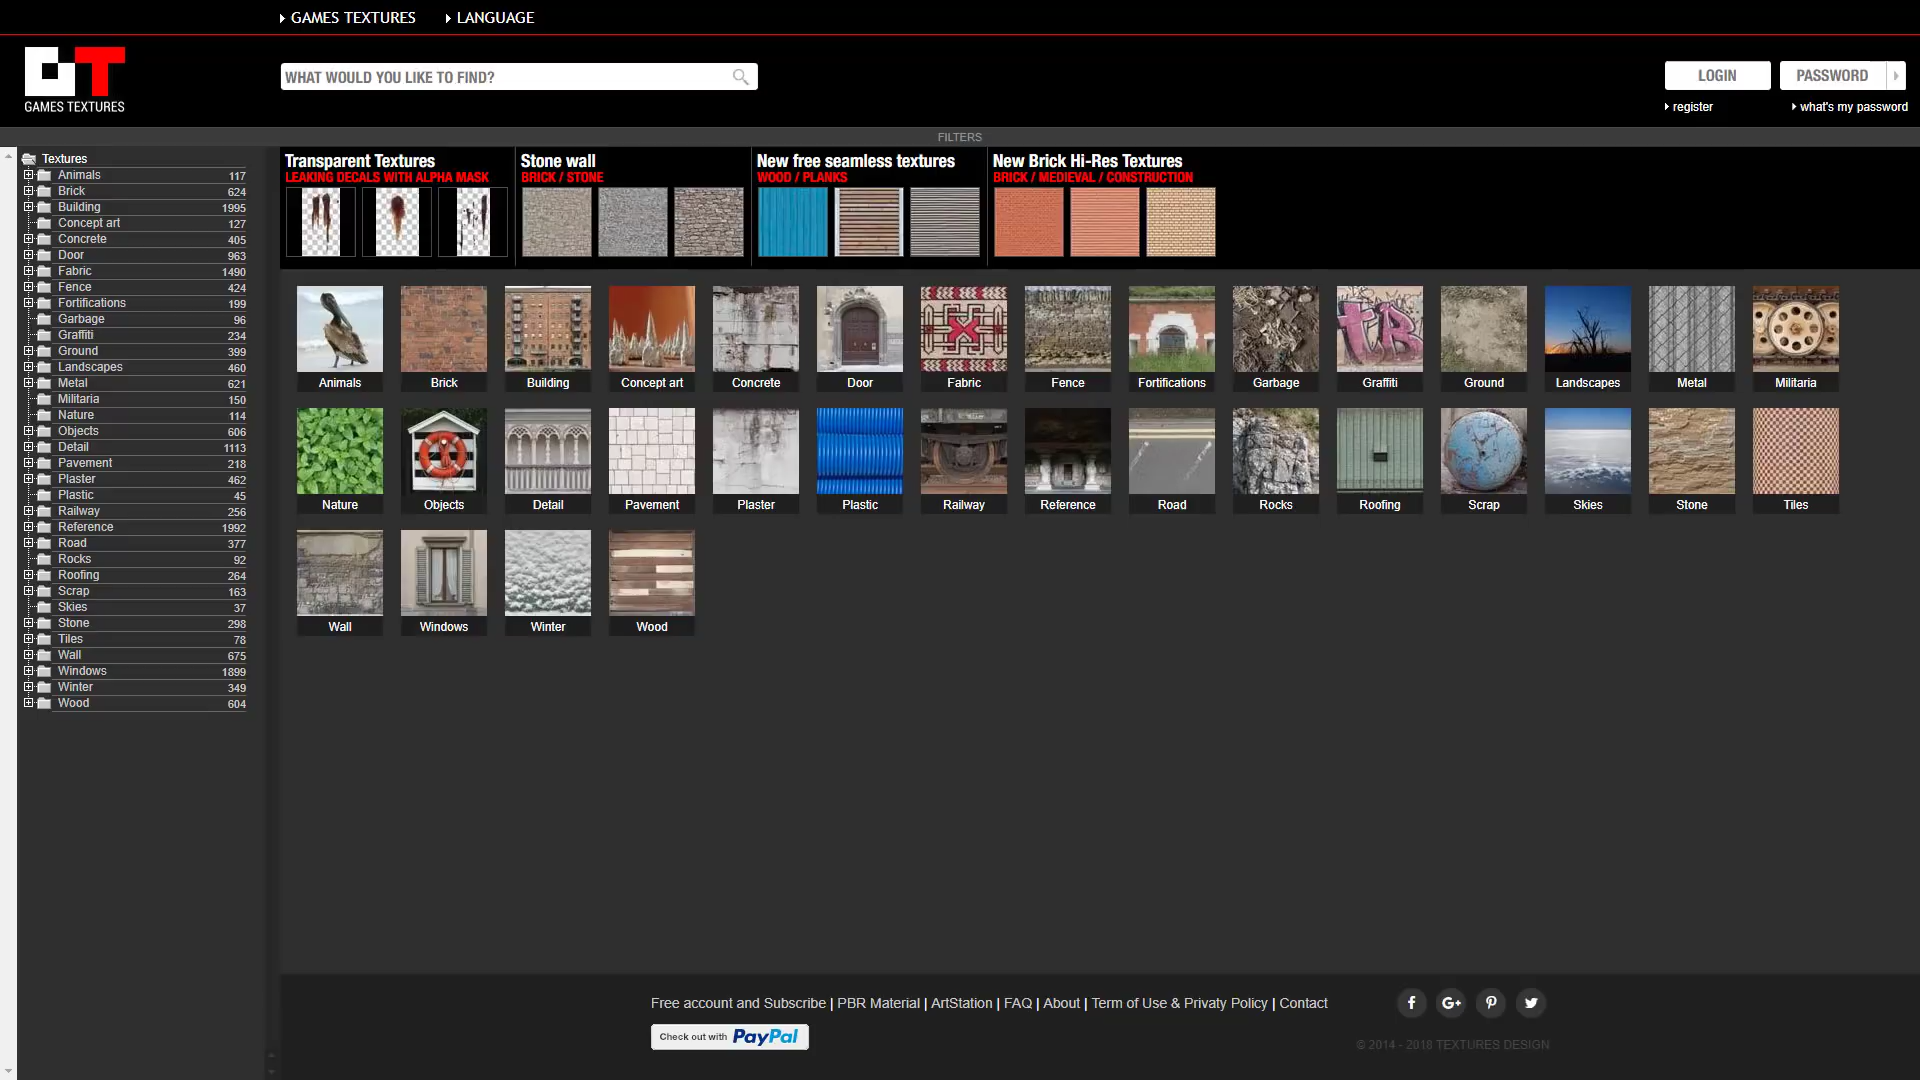 GAMES TEXTURES
LANGUAGE
GAMES TEXTURES
WHAT WOULD YOU LIKE TO FIND?
LOGIN
PASSWORD
register
what's my password
FILTERS
Textures
Animals 117
Brick 624
Building 1995
Concept art 127
Concrete 405
Door 963
Fabric 1490
Fence 424
Fortifications 199
Garbage 96
Graffiti 234
Ground 399
Landscapes 460
Metal 621
Militaria 150
Nature 114
Objects 606
Detail 1113
Pavement 218
Plaster 462
Plastic 45
Railway 256
Reference 1992
Road 377
Rocks 92
Roofing 264
Scrap 163
Skies 37
Stone 298
Tiles 78
Wall 675
Windows 1899
Winter 349
Wood 604
Transparent Textures
LEAKING DECALS WITH ALPHA MASK
Stone wall
BRICK / STONE
New free seamless textures
WOOD / PLANKS
New Brick Hi-Res Textures
BRICK / MEDIEVAL / CONSTRUCTION
Animals
Brick
Building
Concept art
Concrete
Door
Fabric
Fence
Fortifications
Garbage
Graffiti
Ground
Landscapes
Metal
Militaria
Nature
Objects
Detail
Pavement
Plaster
Plastic
Railway
Reference
Road
Rocks
Roofing
Scrap
Skies
Stone
Tiles
Wall
Windows
Winter
Wood
Free account and Subscribe | PBR Material | ArtStation | FAQ | About | Term of Use & Privaty Policy | Contact
Check out with PayPal
© 2014 - 2018 TEXTURES DESIGN